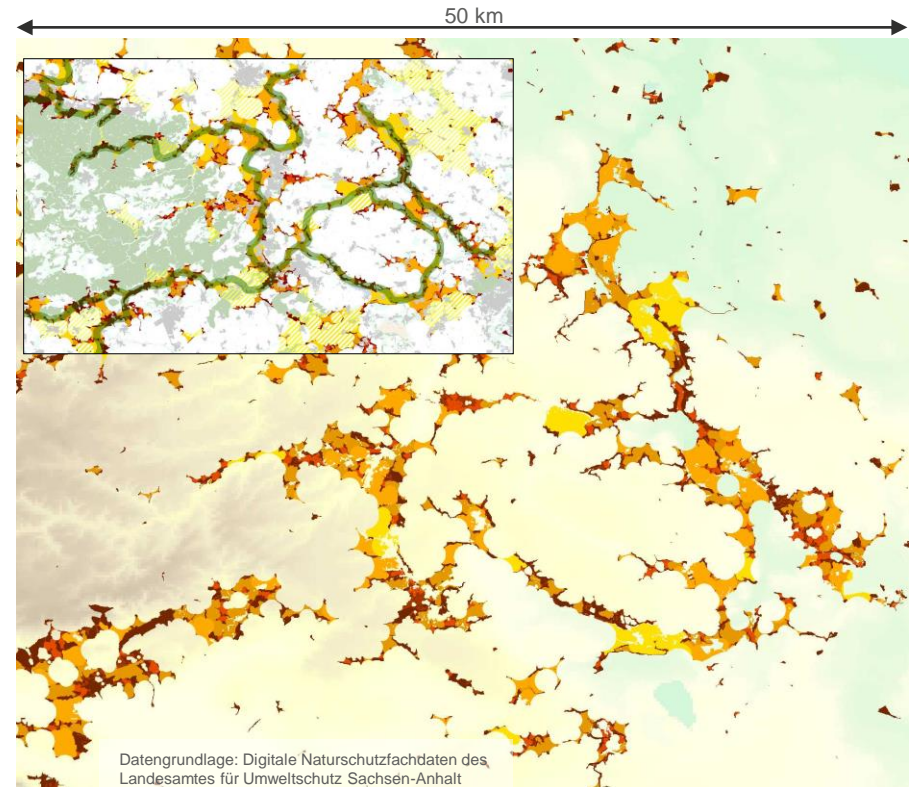 50 km
Datengrundlage: Digitale Naturschutzfachdaten des
Landesamtes für Umweltschutz Sachsen-Anhalt